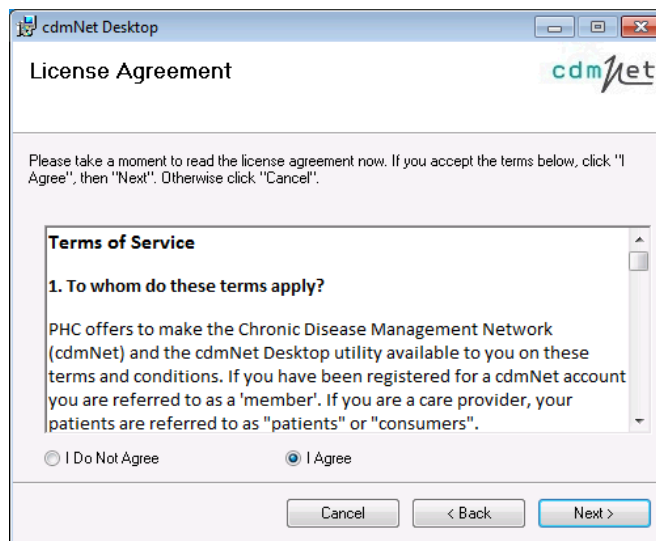 cdmNet Desktop
License Agreement
cdmNet
Please take a moment to read the license agreement now. If you accept the terms below, click "I
Agree", then "Next". Otherwise click "Cancel".
Terms of Service
1. To whom do these terms apply?
PHC offers to make the Chronic Disease Management Network
(cdmNet) and the cdmNet Desktop utility available to you on these
terms and conditions. If you have been registered for a cdmNet account
you are referred to as a 'member'. If you are a care provider, your
patients are referred to as "patients" or "consumers".
I Do Not Agree
I Agree
Cancel
< Back
Next >